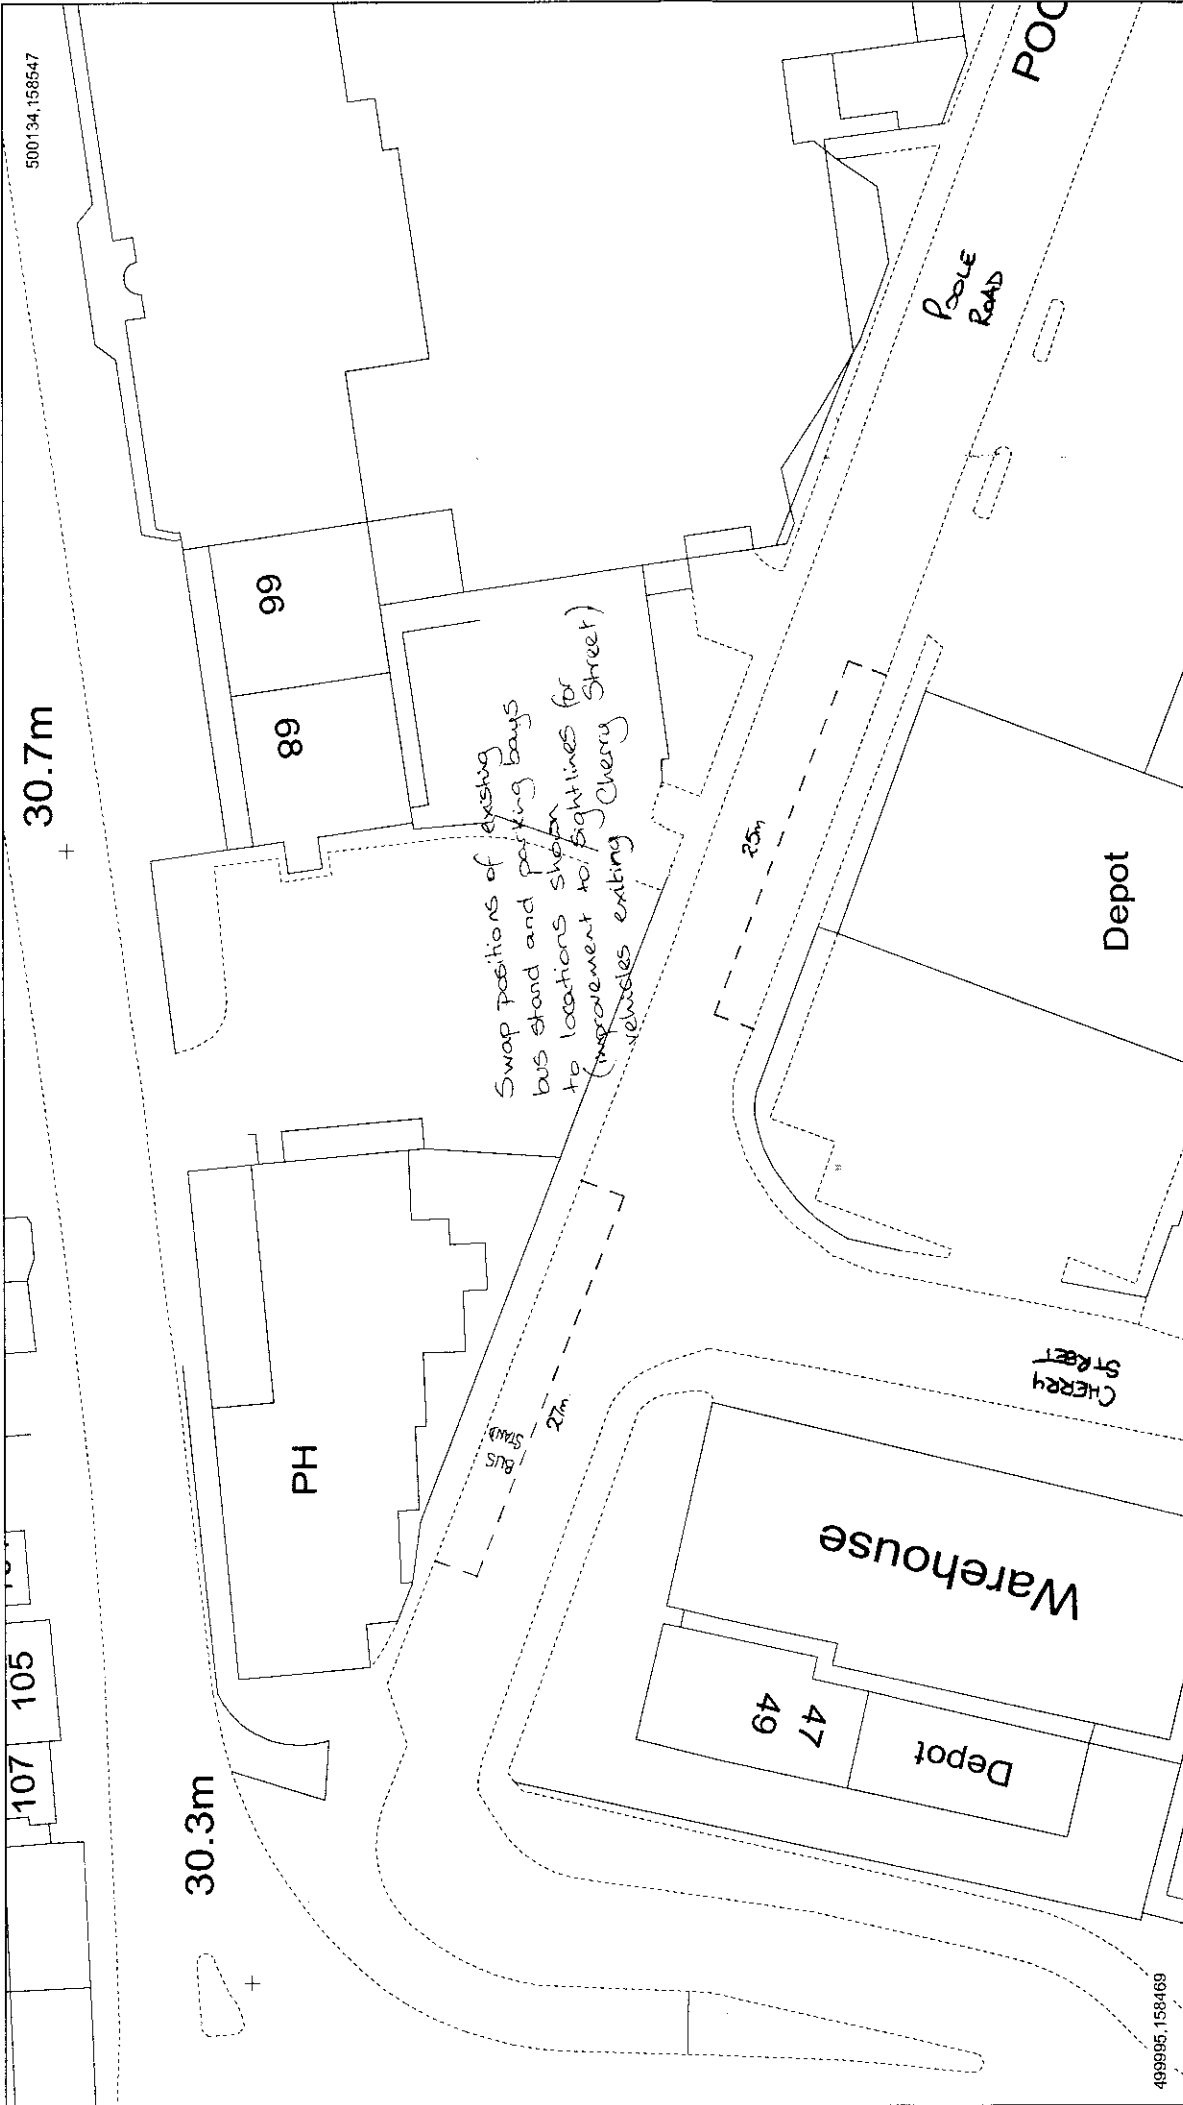 500134,158547
30.7m
99
89
POO
POOLE
ROAD
Swap positions of existing
bus stand and parking bays
to locations shown
(improvement to sightlines for
vehicles exiting Cherry Street)
25m
Depot
PH
BUS
STAND
27m
CHERRY
STREET
Warehouse
47
49
Depot
105
107
30.3m
499995,158469